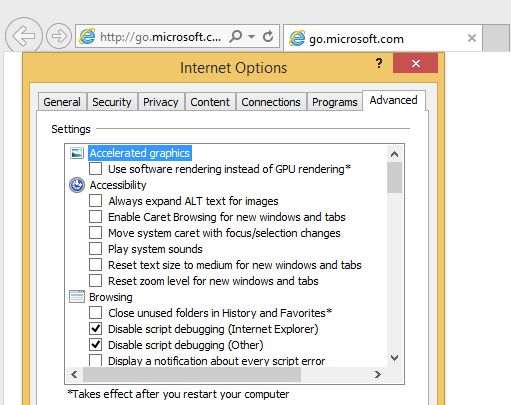 http://go.microsoft.c...
go.microsoft.com
Internet Options
?
General Security Privacy Content Connections Programs Advanced
Settings
Accelerated graphics
Use software rendering instead of GPU rendering*
Accessibility
Always expand ALT text for images
Enable Caret Browsing for new windows and tabs
Move system caret with focus/selection changes
Play system sounds
Reset text size to medium for new windows and tabs
Reset zoom level for new windows and tabs
Browsing
Close unused folders in History and Favorites*
Disable script debugging (Internet Explorer)
Disable script debugging (Other)
Display a notification about every script error
*Takes effect after you restart your computer